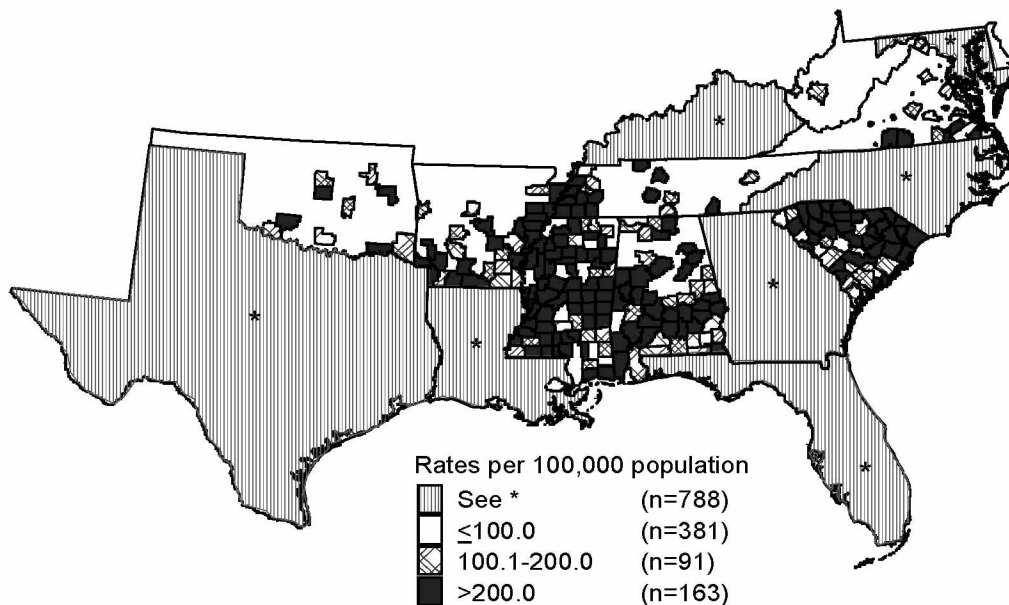 * 
*
*
*
*
*
*
Rates per 100,000 population
See * (n=788)
≤100.0 (n=381)
100.1-200.0 (n=91)
>200.0 (n=163)